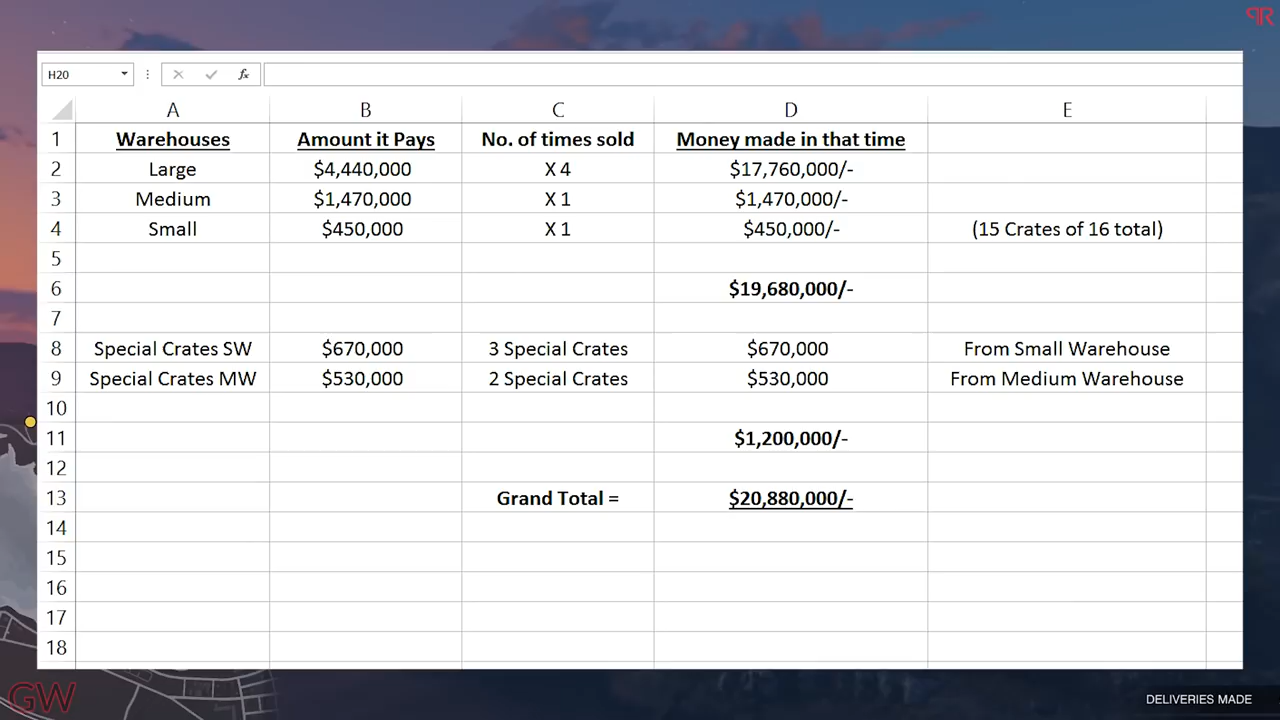 H20 fx
A B C D E
1 Warehouses Amount it Pays No. of times sold Money made in that time
2 Large $4,440,000 X 4 $17,760,000/-
3 Medium $1,470,000 X 1 $1,470,000/-
4 Small $450,000 X 1 $450,000/- (15 Crates of 16 total)
5
6 $19,680,000/-
7
8 Special Crates SW $670,000 3 Special Crates $670,000 From Small Warehouse
9 Special Crates MW $530,000 2 Special Crates $530,000 From Medium Warehouse
10
11 $1,200,000/-
12
13 Grand Total = $20,880,000/-
14
15
16
17
18
GW
DELIVERIES MADE